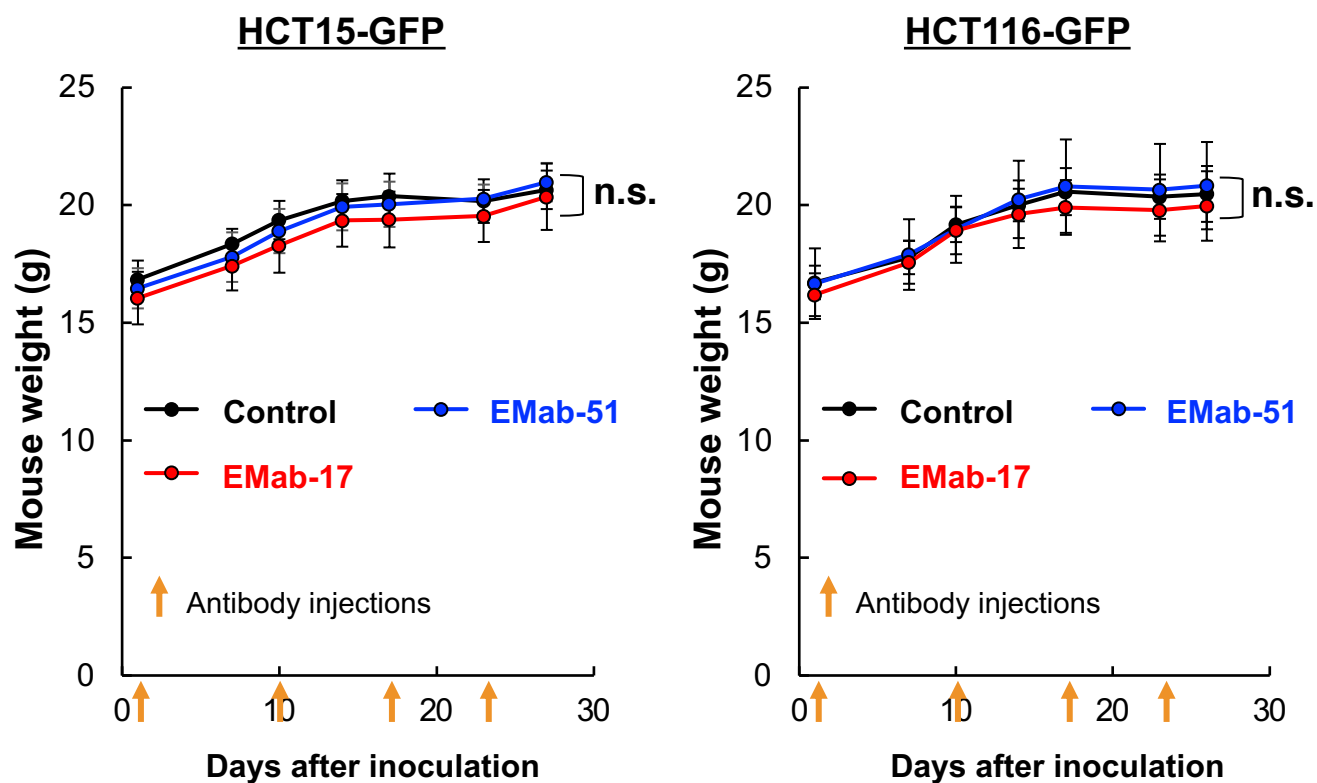 HCT15-GFP
25
20
15
10
5
0
Mouse weight (g)
n.s.
Control
EMab-51
EMab-17
Antibody injections
0 10 20 30
Days after inoculation
HCT116-GFP
25
20
15
10
5
0
Mouse weight (g)
n.s.
Control
EMab-51
EMab-17
Antibody injections
0 10 20 30
Days after inoculation